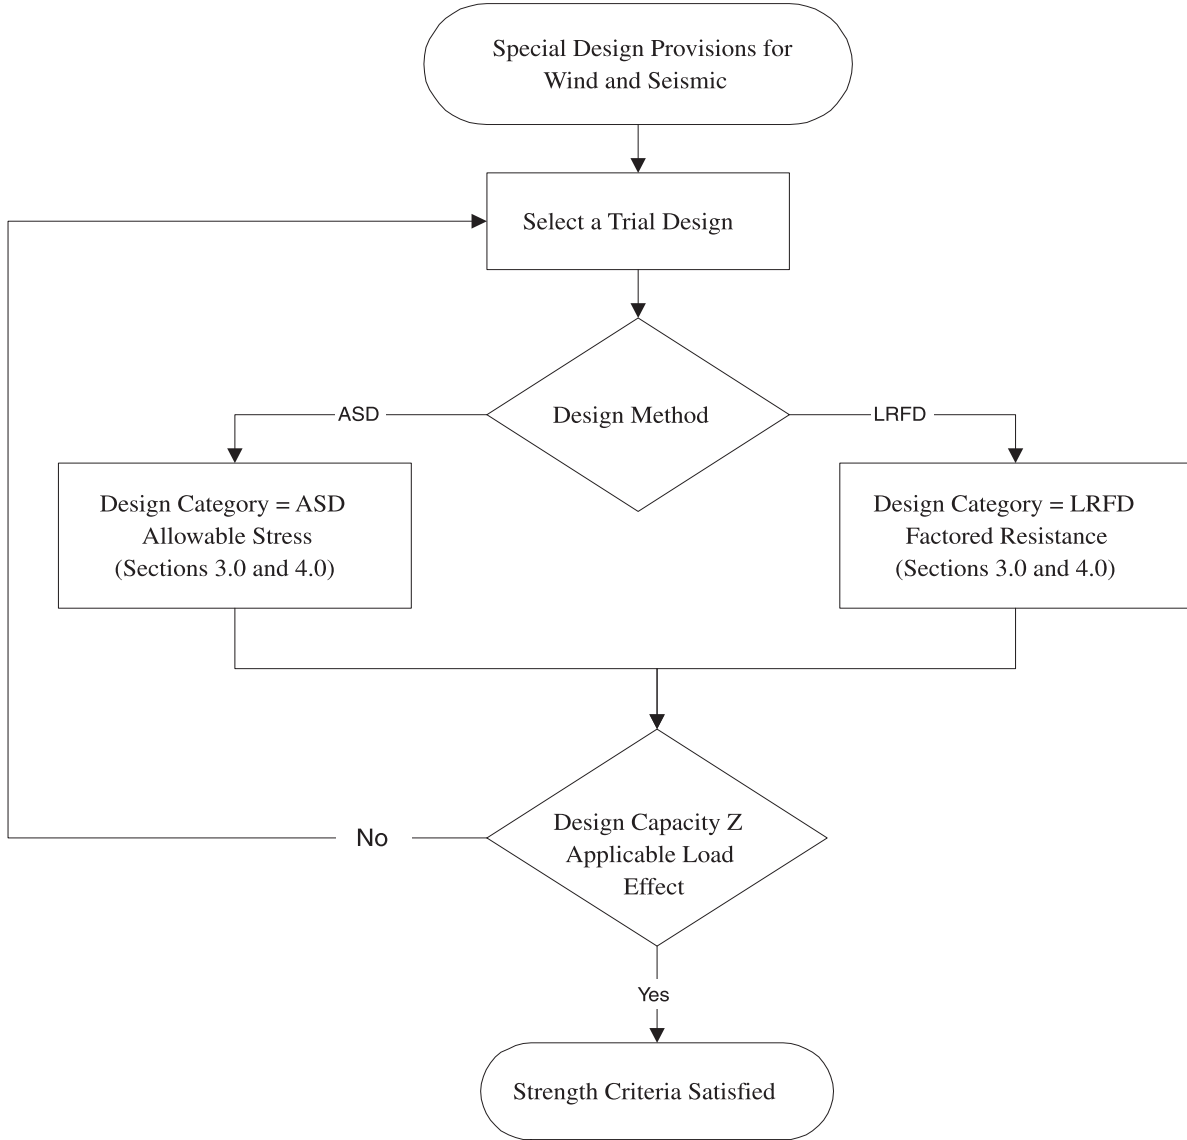 Special Design Provisions for
Wind and Seismic
Select a Trial Design
Design Method
ASD
LRFD
Design Category = ASD
Allowable Stress
(Sections 3.0 and 4.0)
Design Category = LRFD
Factored Resistance
(Sections 3.0 and 4.0)
Design Capacity Z
Applicable Load
Effect
No
Yes
Strength Criteria Satisfied